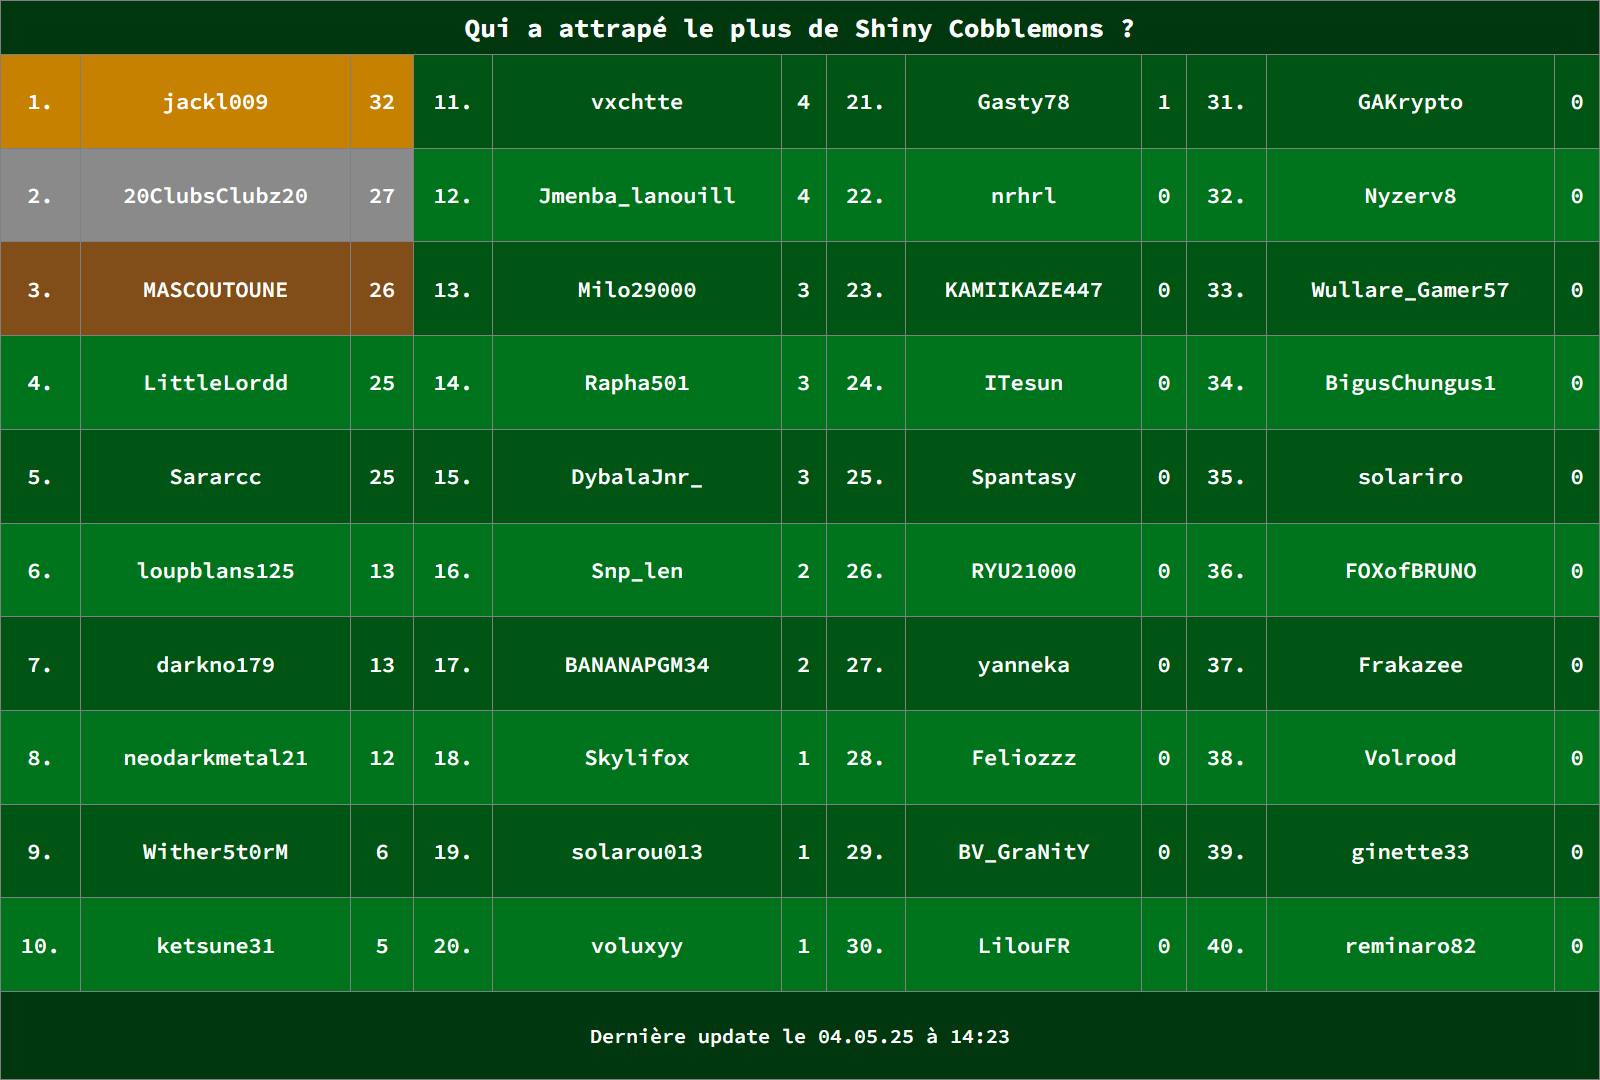 Qui a attrapé le plus de Shiny Cobblemons ?
1. jackl009 32 11. vxchtte 4 21. Gasty78 1 31. GAKrypto 0
2. 20ClubsClubz20 27 12. Jmenba_lanouill 4 22. nrhrl 0 32. Nyzerv8 0
3. MASCOUTOUNE 26 13. Milo29000 3 23. KAMIIKAZE447 0 33. Wullare_Gamer57 0
4. LittleLordd 25 14. Rapha501 3 24. ITesun 0 34. BigusChungus1 0
5. Sararcc 25 15. DybalaJnr_ 3 25. Spantasy 0 35. solariro 0
6. loupblans125 13 16. Snp_len 2 26. RYU21000 0 36. FOXofBRUNO 0
7. darkno179 13 17. BANANAPGM34 2 27. yanneka 0 37. Frakazee 0
8. neodarkmetal21 12 18. Skylifox 1 28. Feliozzz 0 38. Volrood 0
9. Wither5t0rM 6 19. solarou013 1 29. BV_GraNitY 0 39. ginette33 0
10. ketsune31 5 20. voluxyy 1 30. LilouFR 0 40. reminaro82 0
Dernière update le 04.05.25 à 14:23